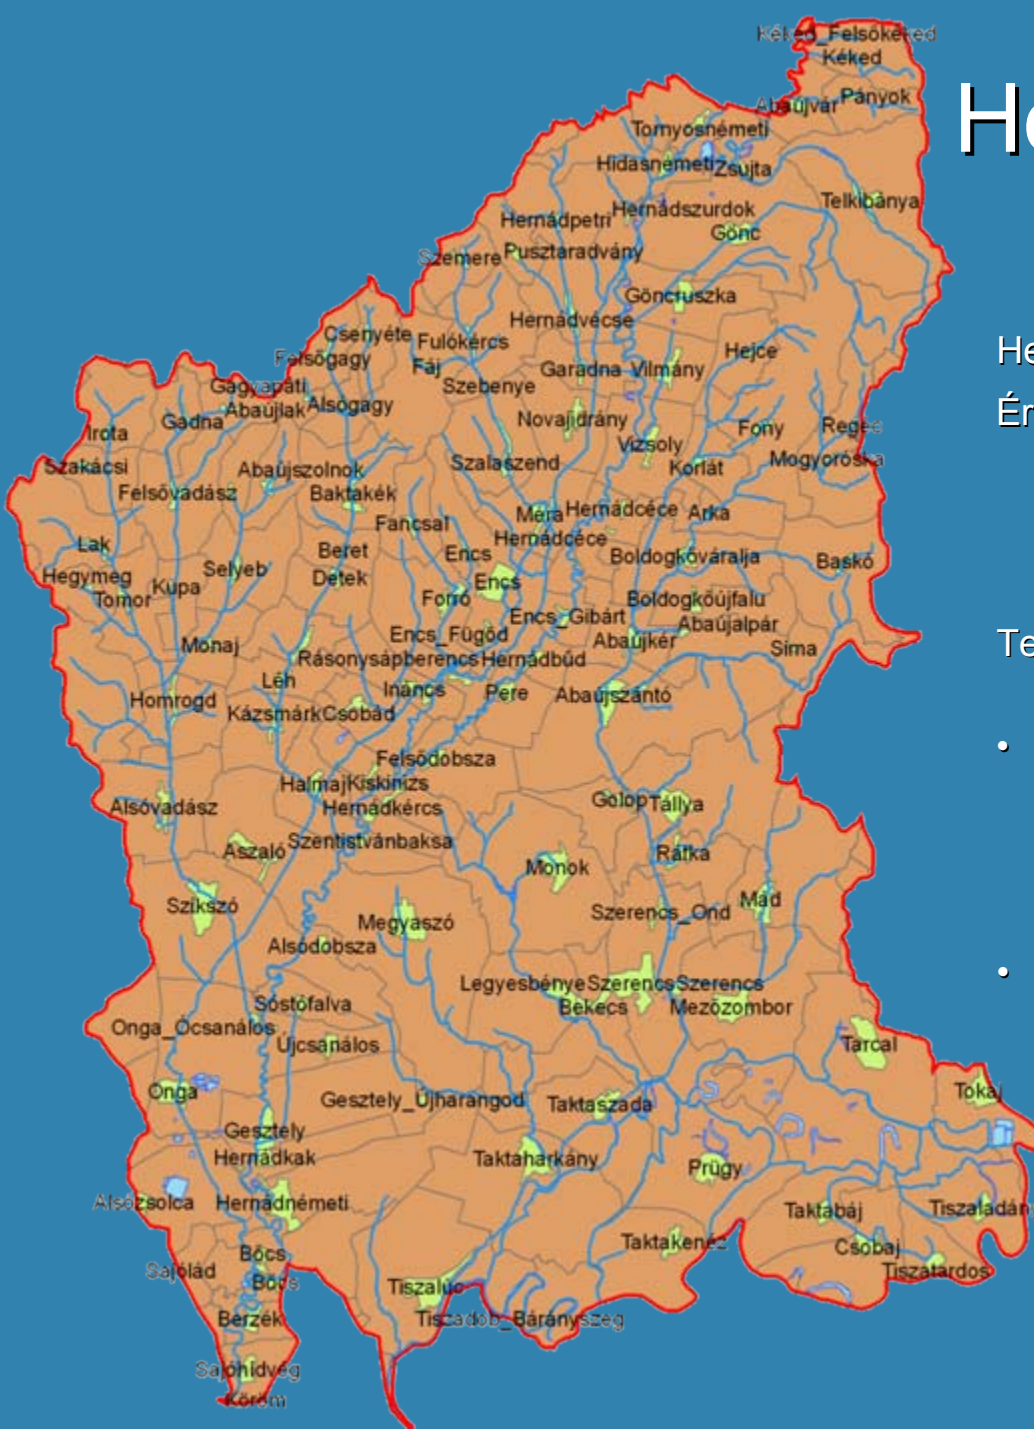 Kéked_Felsőkéked
Kéked
Abaújvár Pányok
Tornyosnémeti
Hidasnémeti Zsujta
Telkibánya
Hernádszurdok
Hernádpetri
Gönc
Pusztaradvány
Szemere
Göncruszka
Hernádvécse
Csenyéte
Fulókércs
Hejce
Felsőgagy
Fáj
Garadna Vilmány
Gagyapáti
Szebenye
Alsógagy
Abaújlak
Gadna
Novajidrány
Fony
Regéc
Irota
Vizsoly
Mogyoróska
Szalaszend
Korlát
Szakácsi
Abaújszolnok
Felsővadász
Baktakék
Méra Hernádcéce Arka
Fancsal
Hernádcéce
Lak
Beret
Encs
Boldogkőváralja
Baskó
Selyeb
Hegymeg
Detek
Encs
Kupa
Tomor
Forró
Boldogkőújfalu
Encs_Gibárt
Abaújalpár
Encs_Fügöd
Abaújkér
Monaj
Sima
Rásonysápberencs Hernádbűd
Léh
Ináncs
Pere
Abaújszántó
Homrogd
Kázsmárk Csobád
Felsődobsza
Halmaj Kiskinizs
Alsóvadász
Hernádkércs
Golop Tállya
Szentistvánbaksa
Aszaló
Rátka
Monok
Mád
Szikszó
Szerencs_Ond
Megyaszó
Alsódobsza
Legyesbénye Szerencs Szerencs
Sóstófalva
Bekecs
Mezőzombor
Onga_Ócsanálos
Újcsanálos
Tarcal
Onga
Tokaj
Gesztely_Újharangod
Taktaszada
Gesztely
Hernádkak
Taktaharkány
Prügy
Alsózsolca
Hernádnémeti
Taktabáj
Tiszaladán
Taktakenéz
Csobaj
Bőcs
Sajólád
Tiszatardos
Bőcs
Tiszalúc
Berzék
Tiszadob_Bárányszeg
Sajóhídvég
Köröm
He
He
Ér
Te
•
•